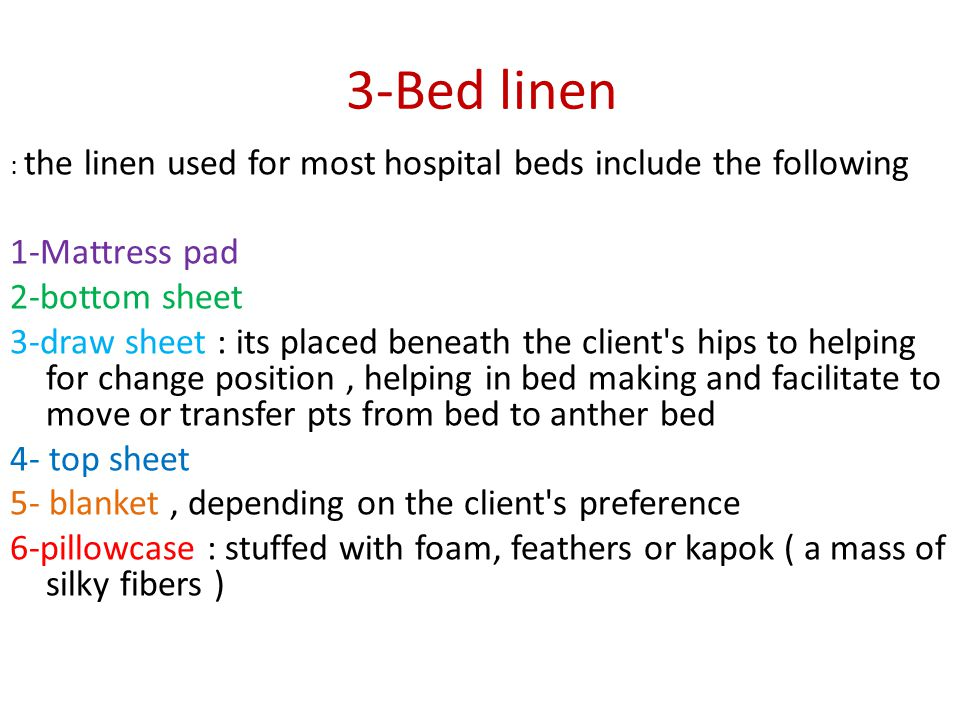 3-Bed linen
: the linen used for most hospital beds include the following
1-Mattress pad
2-bottom sheet
3-draw sheet : its placed beneath the client's hips to helping
for change position , helping in bed making and facilitate to
move or transfer pts from bed to anther bed
4- top sheet
5- blanket , depending on the client's preference
6-pillowcase : stuffed with foam, feathers or kapok ( a mass of
silky fibers )